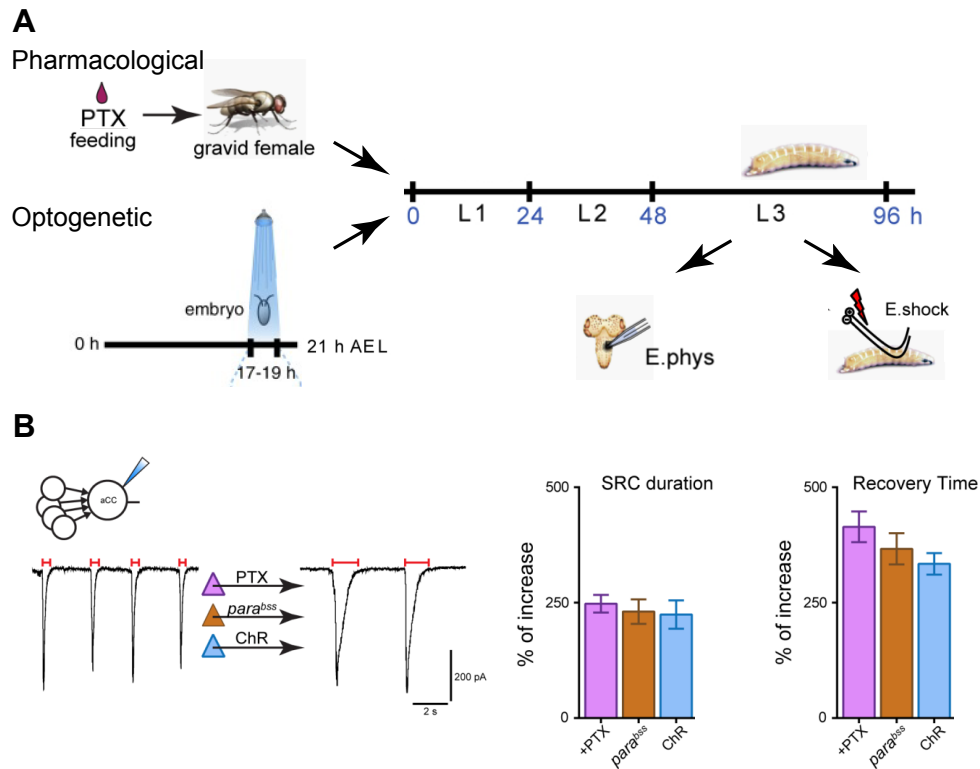 A
Pharmacological
PTX
feeding
gravid female
Optogenetic
embryo
0 h
21 h AEL
17-19 h
0 L1 24 L2 48 L3 96 h
E.phys
E.shock
B
aCC
PTX
para^bss
ChR
200 pA
2 s
SRC duration
% of increase
500
250
0
+PTX
para^bss
ChR
Recovery Time
% of increase
500
250
0
+PTX
para^bss
ChR